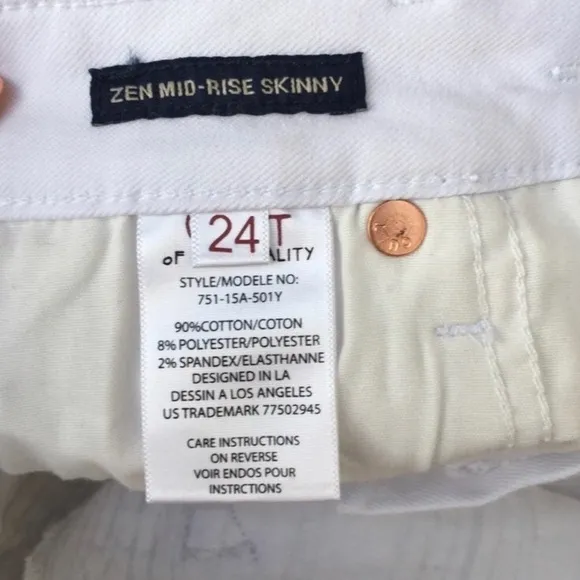 ZEN MID-RISE SKINNY
24 T
OF ALITY
STYLE/MODELE NO:
751-15A-501Y
90%COTTON/COTON
8% POLYESTER/POLYESTER
2% SPANDEX/ELASTHANNE
DESIGNED IN LA
DESSIN A LOS ANGELES
US TRADEMARK 77502945
CARE INSTRUCTIONS
ON REVERSE
VOIR ENDOS POUR
INSTRCTIONS